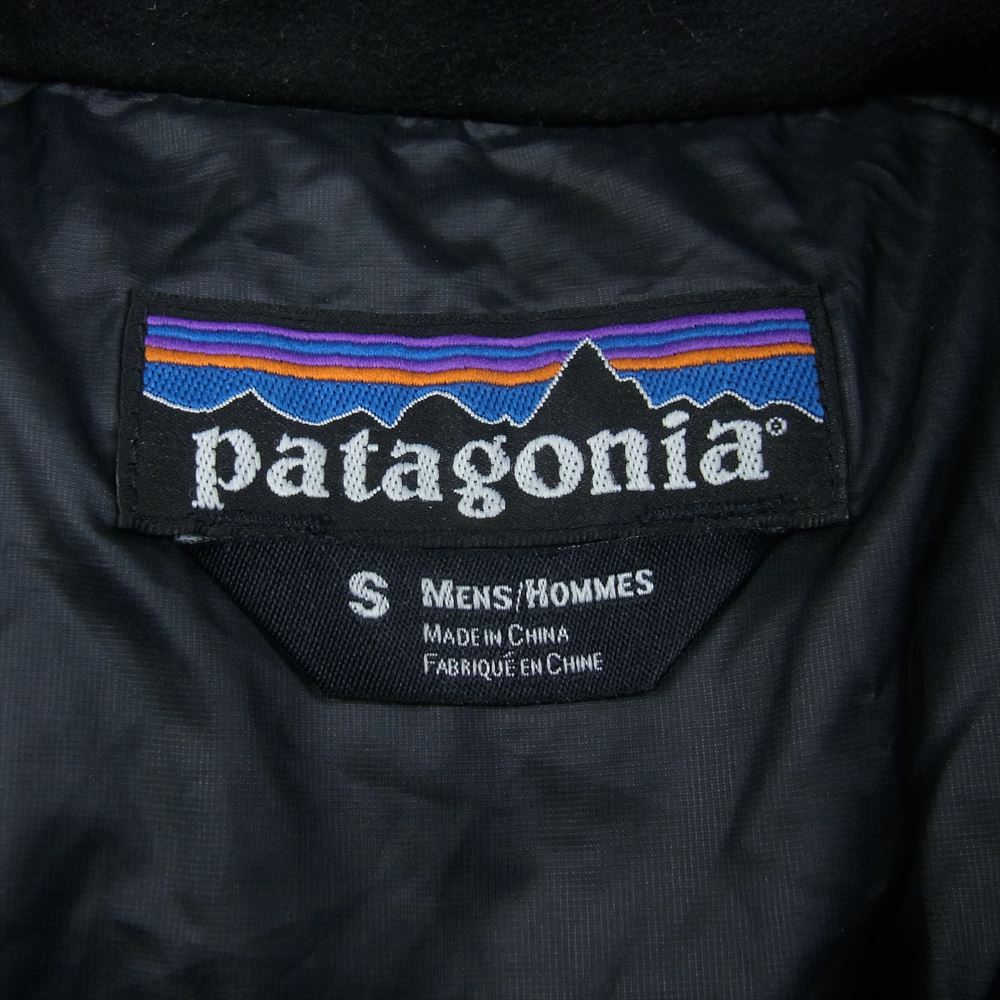 patagonia®
S MENS/HOMMES
MADE IN CHINA
FABRIQUÉ EN CHINE